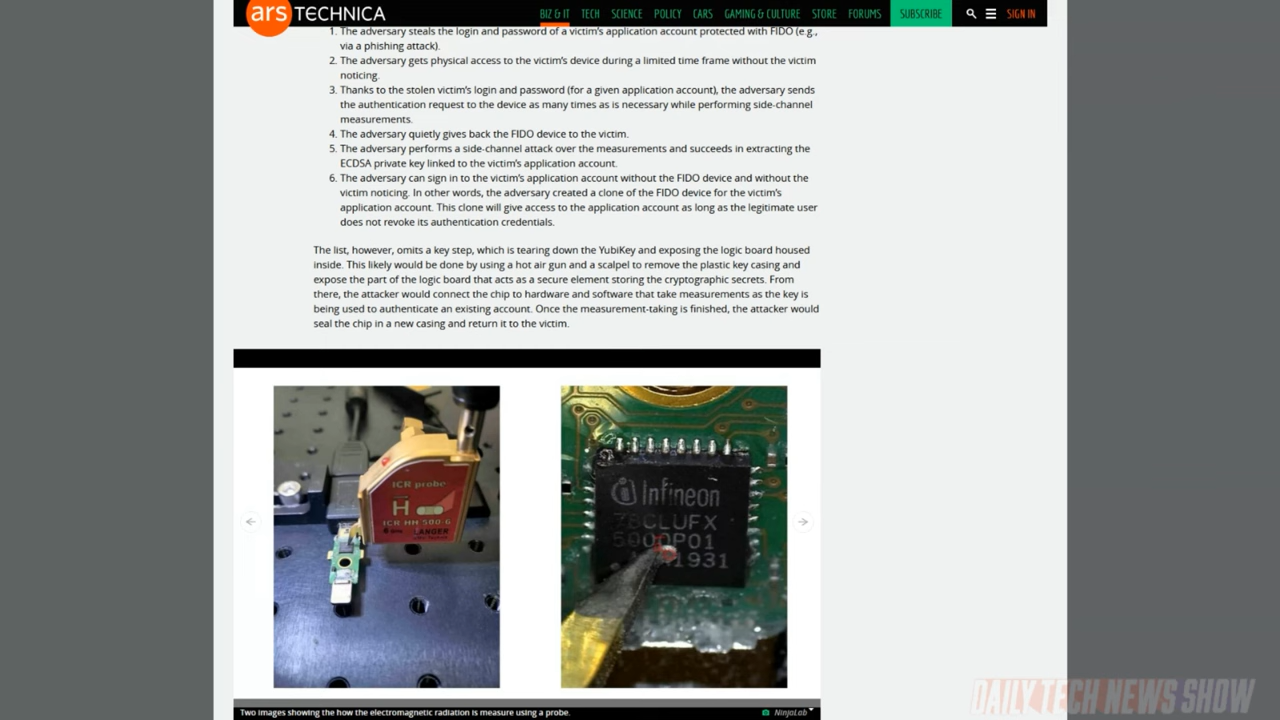 ars TECHNICA
BIZ & IT TECH SCIENCE POLICY CARS GAMING & CULTURE STORE FORUMS SUBSCRIBE SIGN IN
1. The adversary steals the login and password of a victim's application account protected with FIDO (e.g.,
via a phishing attack).
2. The adversary gets physical access to the victim's device during a limited time frame without the victim
noticing.
3. Thanks to the stolen victim's login and password (for a given application account), the adversary sends
the authentication request to the device as many times as is necessary while performing side-channel
measurements.
4. The adversary quietly gives back the FIDO device to the victim.
5. The adversary performs a side-channel attack over the measurements and succeeds in extracting the
ECDSA private key linked to the victim's application account.
6. The adversary can sign in to the victim's application account without the FIDO device and without the
victim noticing. In other words, the adversary created a clone of the FIDO device for the victim's
application account. This clone will give access to the application account as long as the legitimate user
does not revoke its authentication credentials.
The list, however, omits a key step, which is tearing down the YubiKey and exposing the logic board housed
inside. This likely would be done by using a hot air gun and a scalpel to remove the plastic key casing and
expose the part of the logic board that acts as a secure element storing the cryptographic secrets. From
there, the attacker would connect the chip to hardware and software that take measurements as the key is
being used to authenticate an existing account. Once the measurement-taking is finished, the attacker would
seal the chip in a new casing and return it to the victim.
ICR probe
H
ICR HH 500-6
LANGER
Infineon
5000P01
1931
Two images showing the how the electromagnetic radiation is measure using a probe.
NinjaLab
DAILY TECH NEWS SHOW